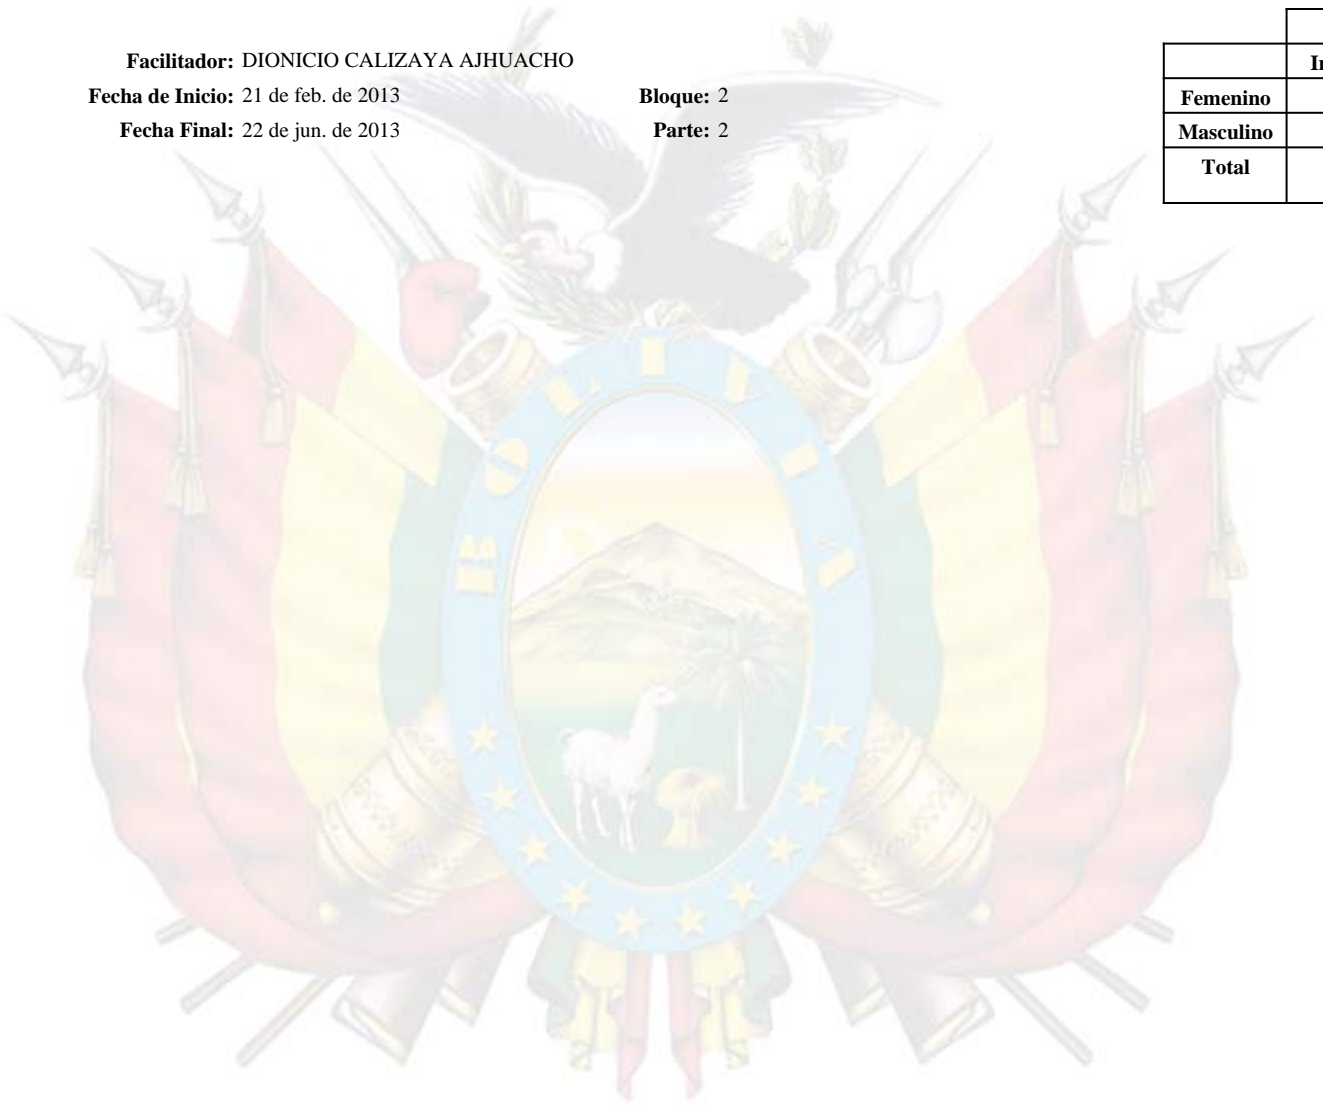 Facilitador: DIONICIO CALIZAYA AJHUACHO
Fecha de Inicio: 21 de feb. de 2013 Bloque: 2
Fecha Final: 22 de jun. de 2013 Parte: 2
Femenino
Masculino
Total
BOLIVIA